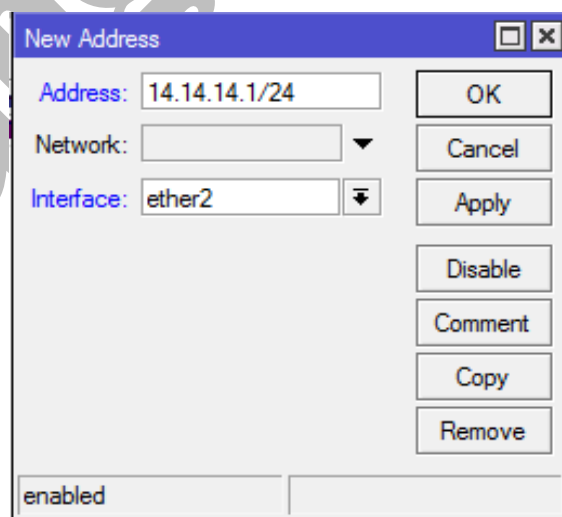 New Address
Address: 14.14.14.1/24
OK
Network:
Cancel
Interface: ether2
Apply
Disable
Comment
Copy
Remove
enabled